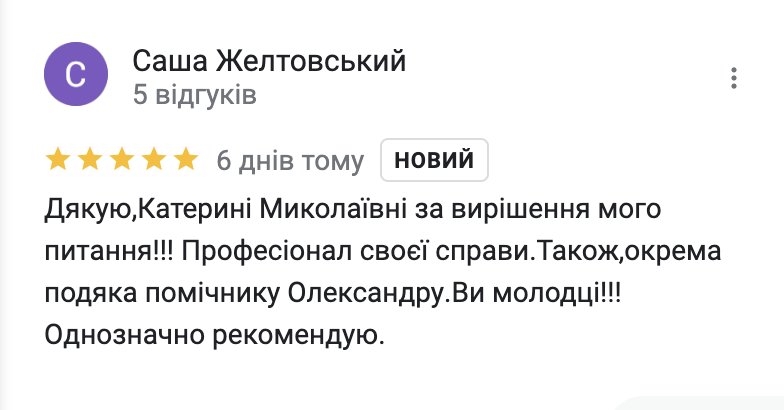 С
Саша Желтовський
5 відгуків
6 днів тому НОВИЙ
Дякую,Катерині Миколаївні за вирішення мого
питання!!! Професіонал своєї справи.Також,окрема
подяка помічнику Олександру.Ви молодці!!!
Однозначно рекомендую.